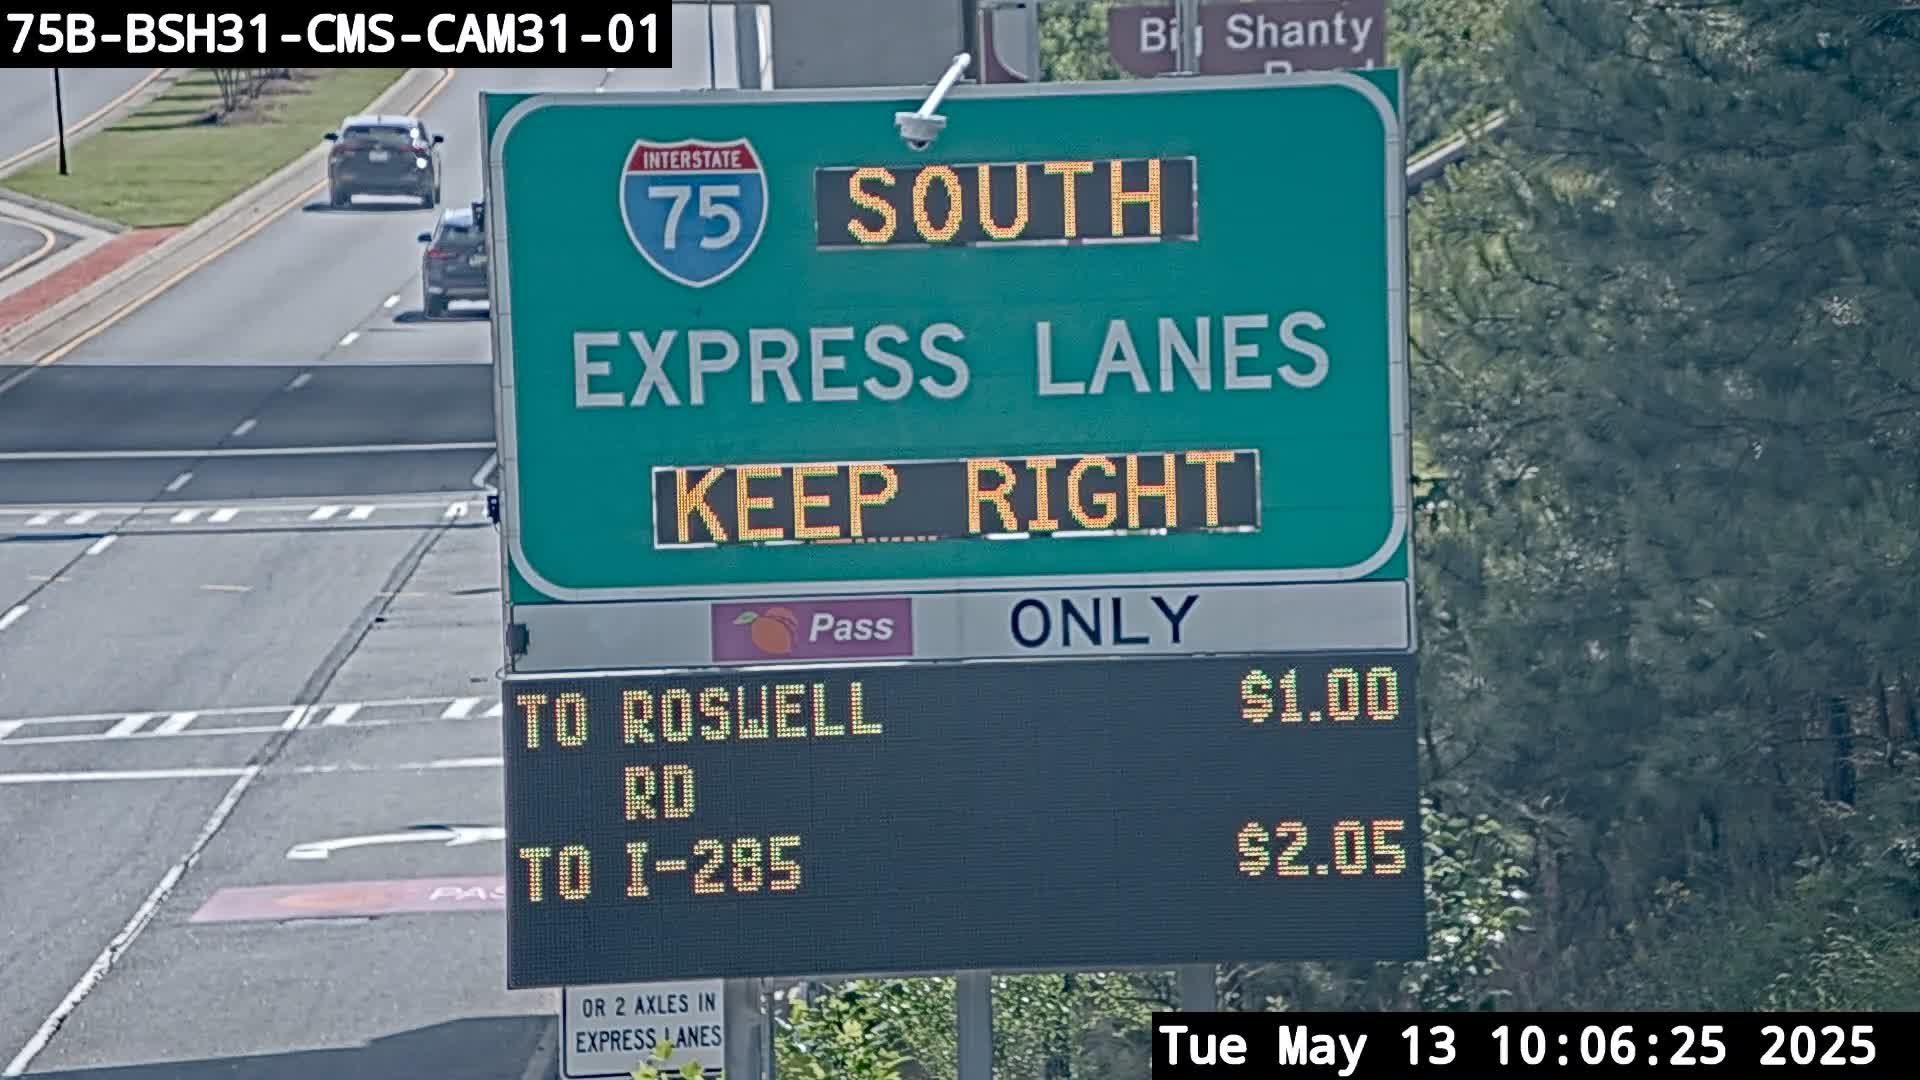 75B-BSH31-CMS-CAM31-01
Big Shanty
Road
INTERSTATE
75
SOUTH
EXPRESS LANES
KEEP RIGHT
Pass
ONLY
TO ROSWELL $1.00
RD
TO I-285 $2.05
OR 2 AXLES IN
EXPRESS LANES
Tue May 13 10:06:25 2025